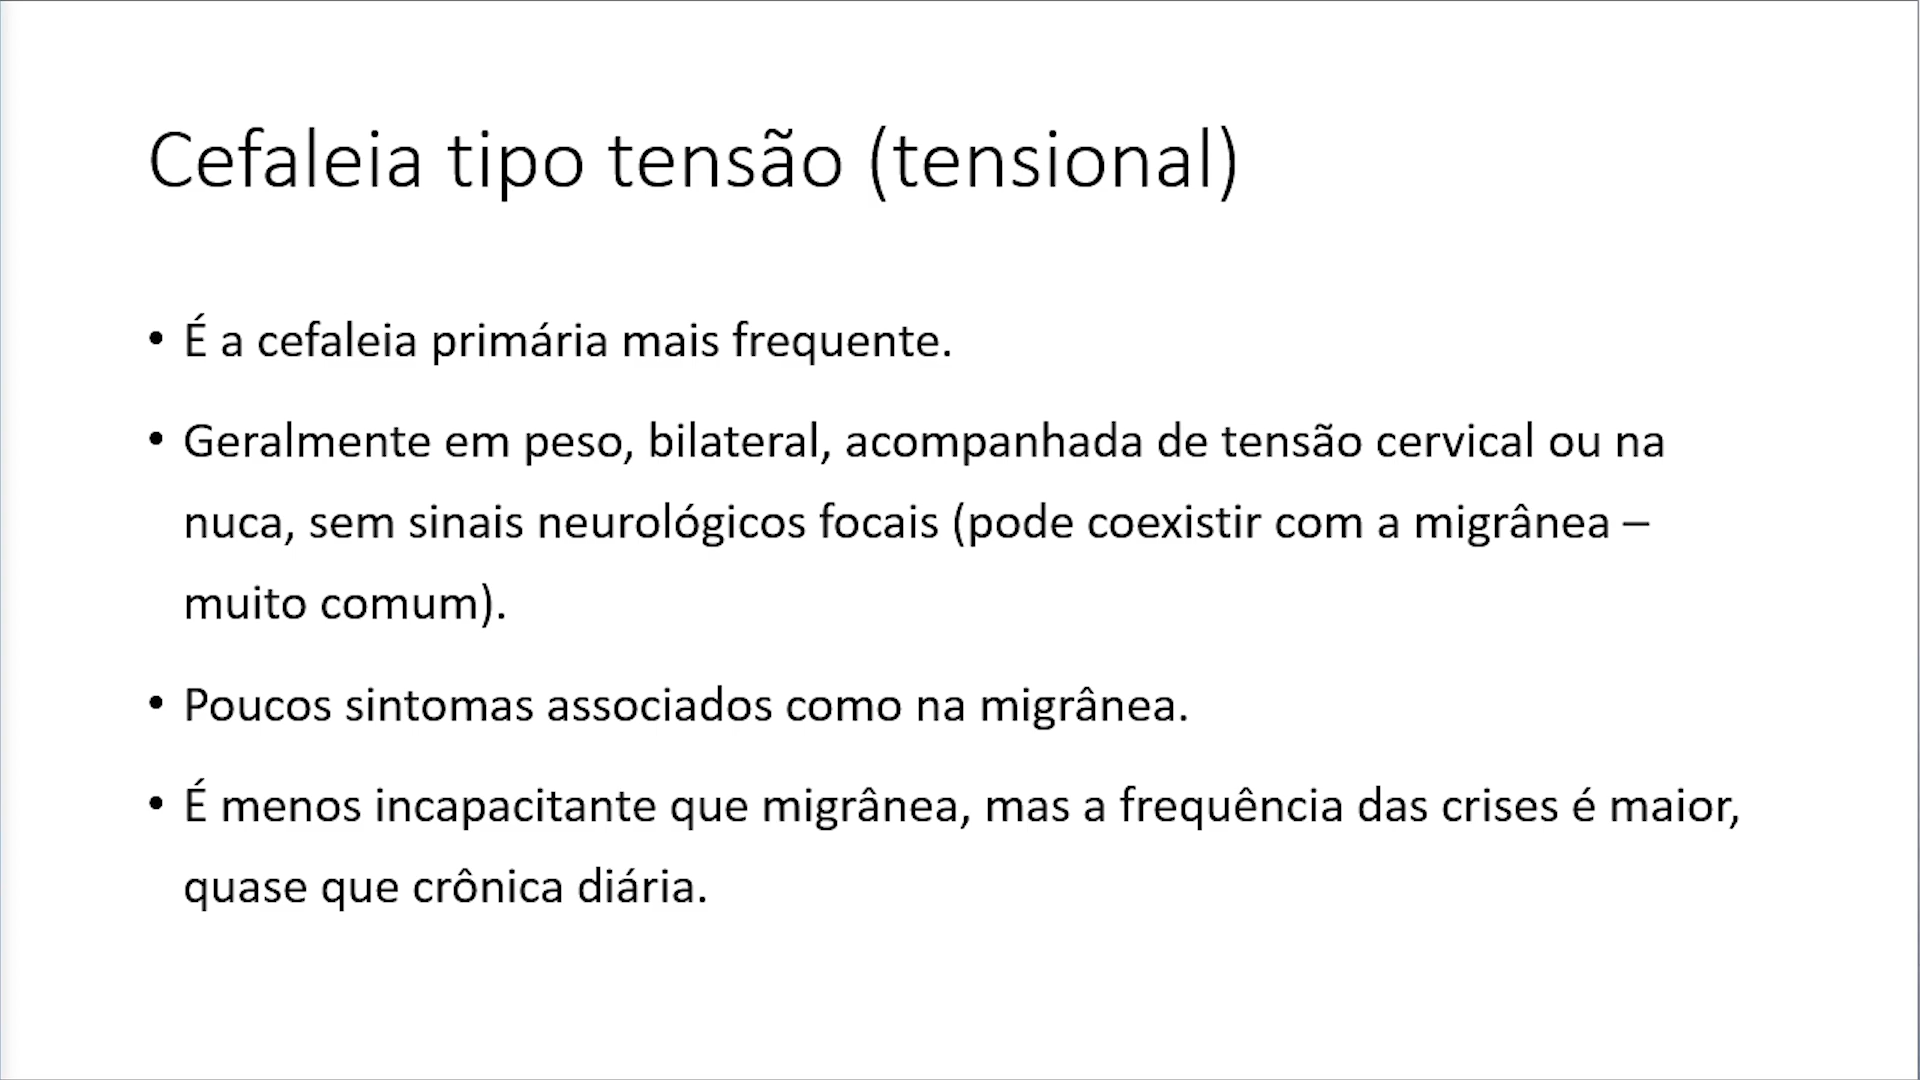 Cefaleia tipo tensão (tensional)
• É a cefaleia primária mais frequente.
• Geralmente em peso, bilateral, acompanhada de tensão cervical ou na
nuca, sem sinais neurológicos focais (pode coexistir com a migrânea –
muito comum).
• Poucos sintomas associados como na migrânea.
• É menos incapacitante que migrânea, mas a frequência das crises é maior,
quase que crônica diária.